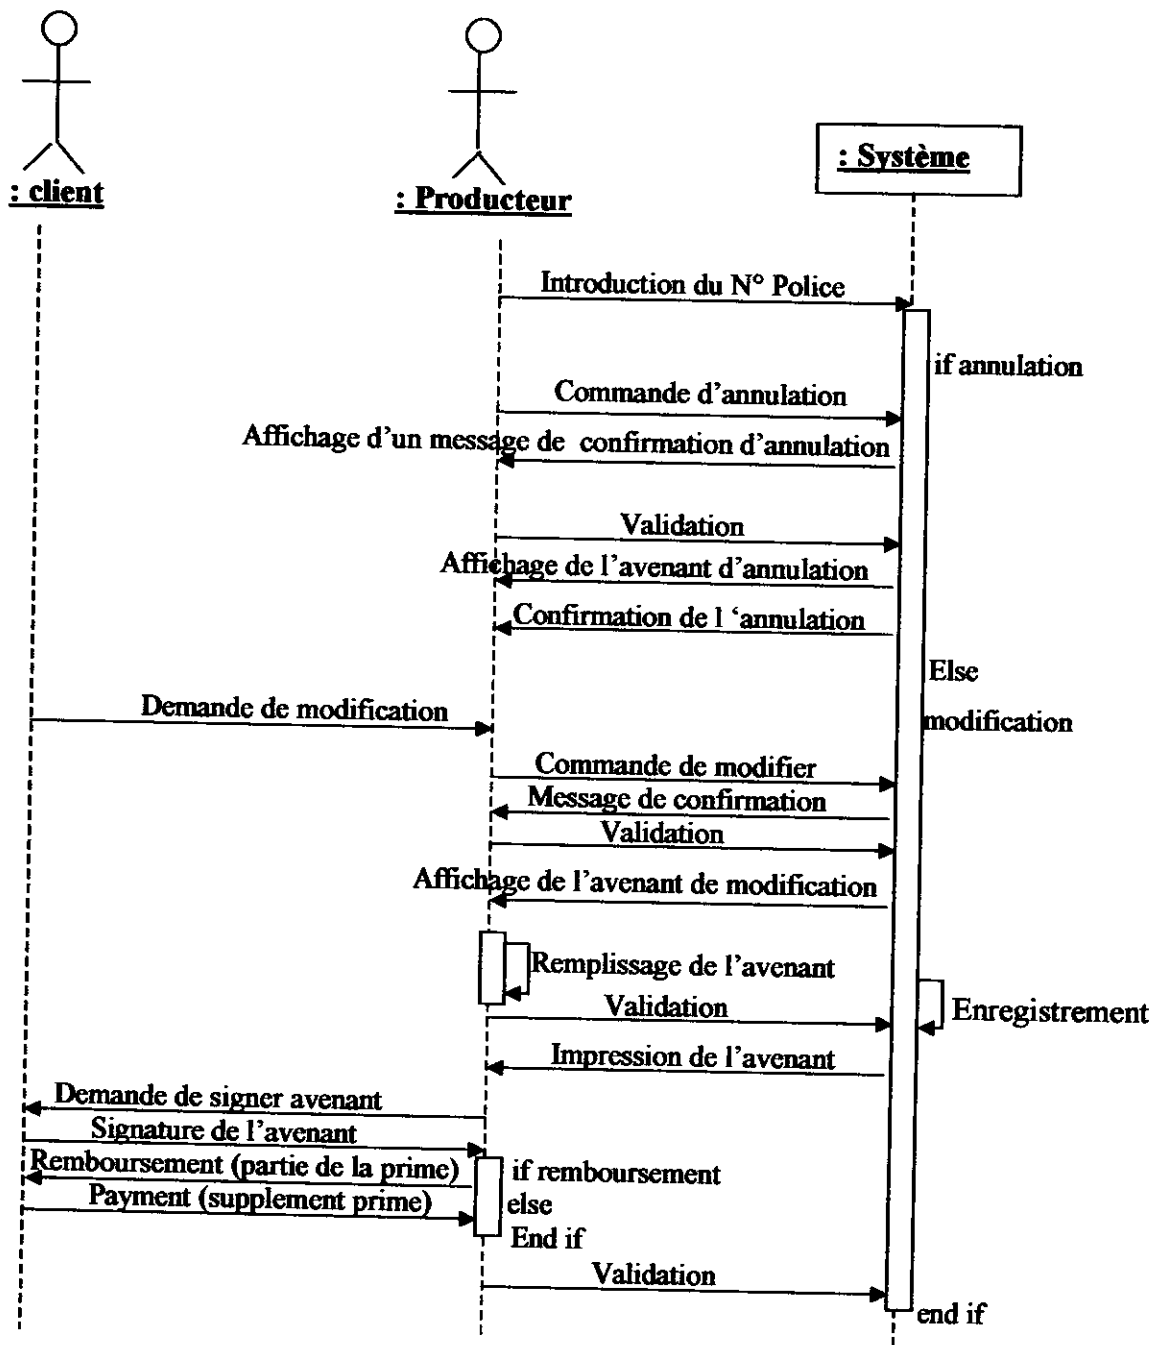 : client
: Producteur
: Système
Introduction du N° Police
if annulation
Commande d'annulation
Affichage d'un message de confirmation d'annulation
Validation
Affichage de l'avenant d'annulation
Confirmation de l 'annulation
Else
Demande de modification
modification
Commande de modifier
Message de confirmation
Validation
Affichage de l'avenant de modification
Remplissage de l'avenant
Validation
Enregistrement
Impression de l'avenant
Demande de signer avenant
Signature de l'avenant
Remboursement (partie de la prime)
if remboursement
Payment (supplement prime)
else
End if
Validation
end if